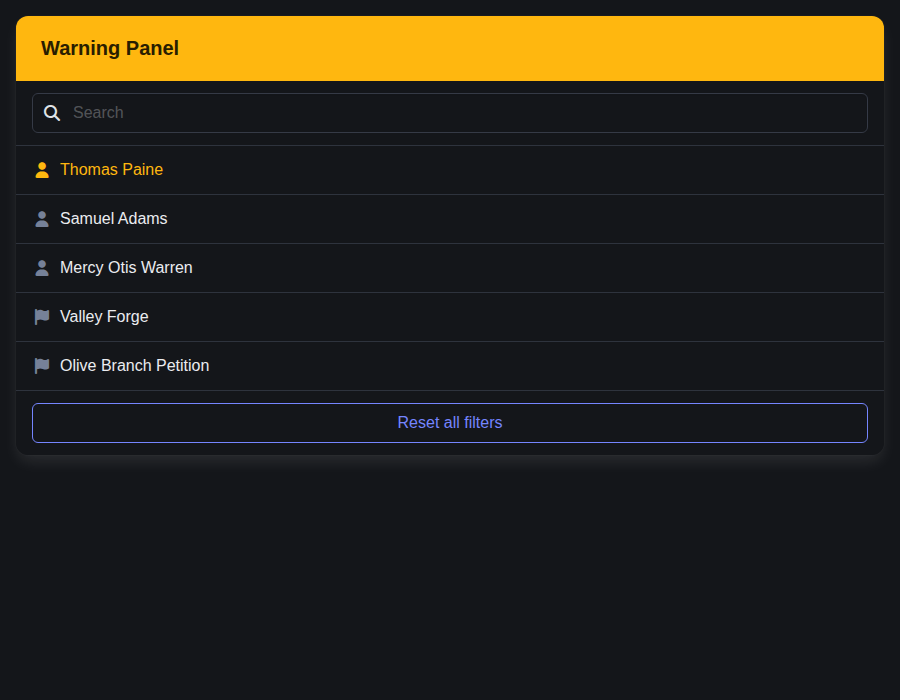 Warning Panel
Search
Thomas Paine
Samuel Adams
Mercy Otis Warren
Valley Forge
Olive Branch Petition
Reset all filters